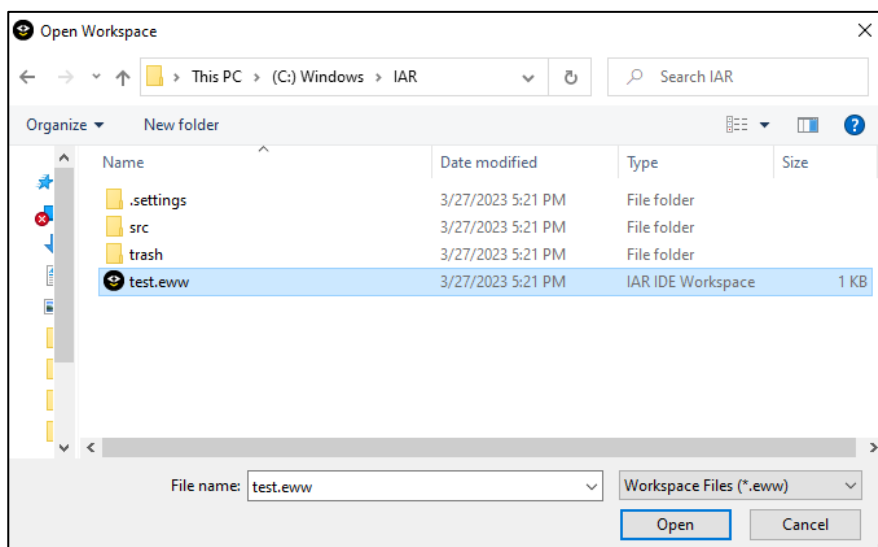 Open Workspace
This PC > (C:) Windows > IAR
Search IAR
Organize
New folder
Name Date modified Type Size
.settings 3/27/2023 5:21 PM File folder
src 3/27/2023 5:21 PM File folder
trash 3/27/2023 5:21 PM File folder
test.eww 3/27/2023 5:21 PM IAR IDE Workspace 1 KB
File name: test.eww Workspace Files (*.eww)
Open Cancel